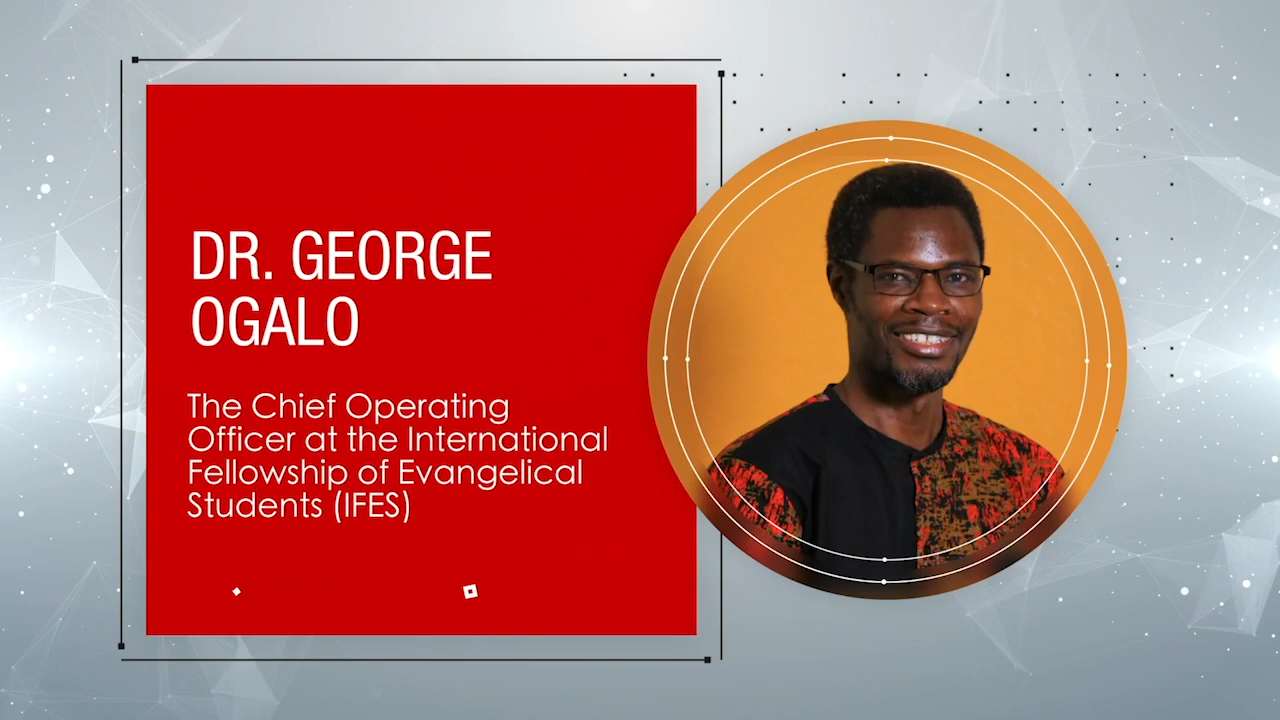 DR. GEORGE
OGALO
The Chief Operating
Officer at the International
Fellowship of Evangelical
Students (IFES)